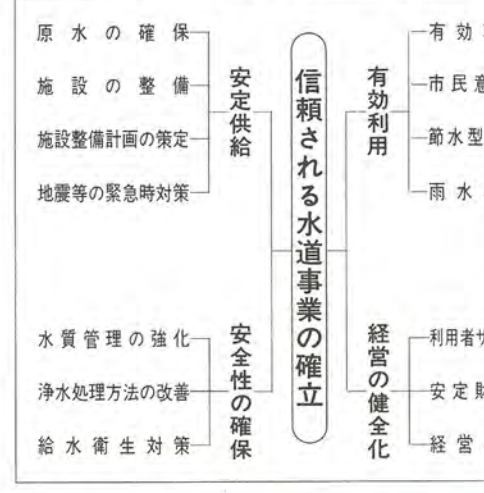 原水の確保
施設の整備
施設整備計画の策定
地震等の緊急時対策
安定供給
水質管理の強化
浄水処理方法の改善
給水衛生対策
安全性の確保
信頼される水道事業の確立
有効利用
有効
市民意
節水型
雨水
経営の健全化
利用者サ
安定財
経営